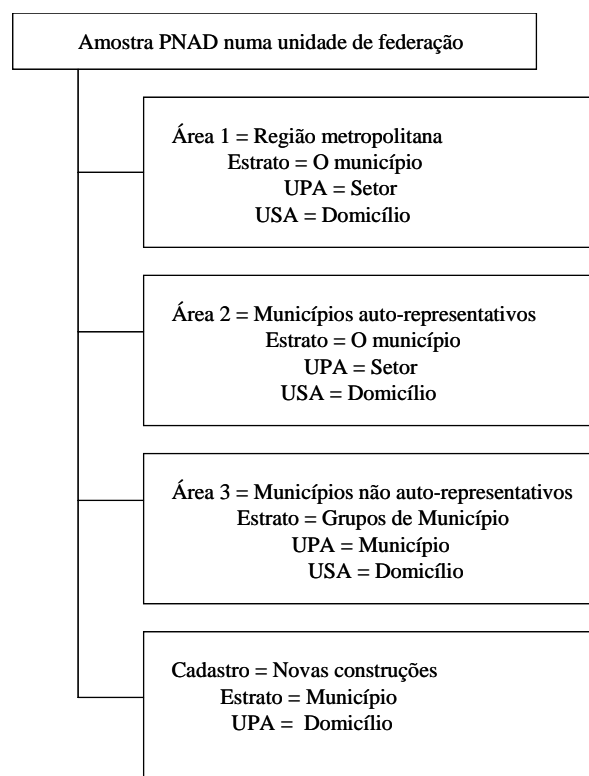 Amostra PNAD numa unidade de federação
Área 1 = Região metropolitana
Estrato = O município
UPA = Setor
USA = Domicílio
Área 2 = Municípios auto-representativos
Estrato = O município
UPA = Setor
USA = Domicílio
Área 3 = Municípios não auto-representativos
Estrato = Grupos de Município
UPA = Município
USA = Domicílio
Cadastro = Novas construções
Estrato = Município
UPA = Domicílio